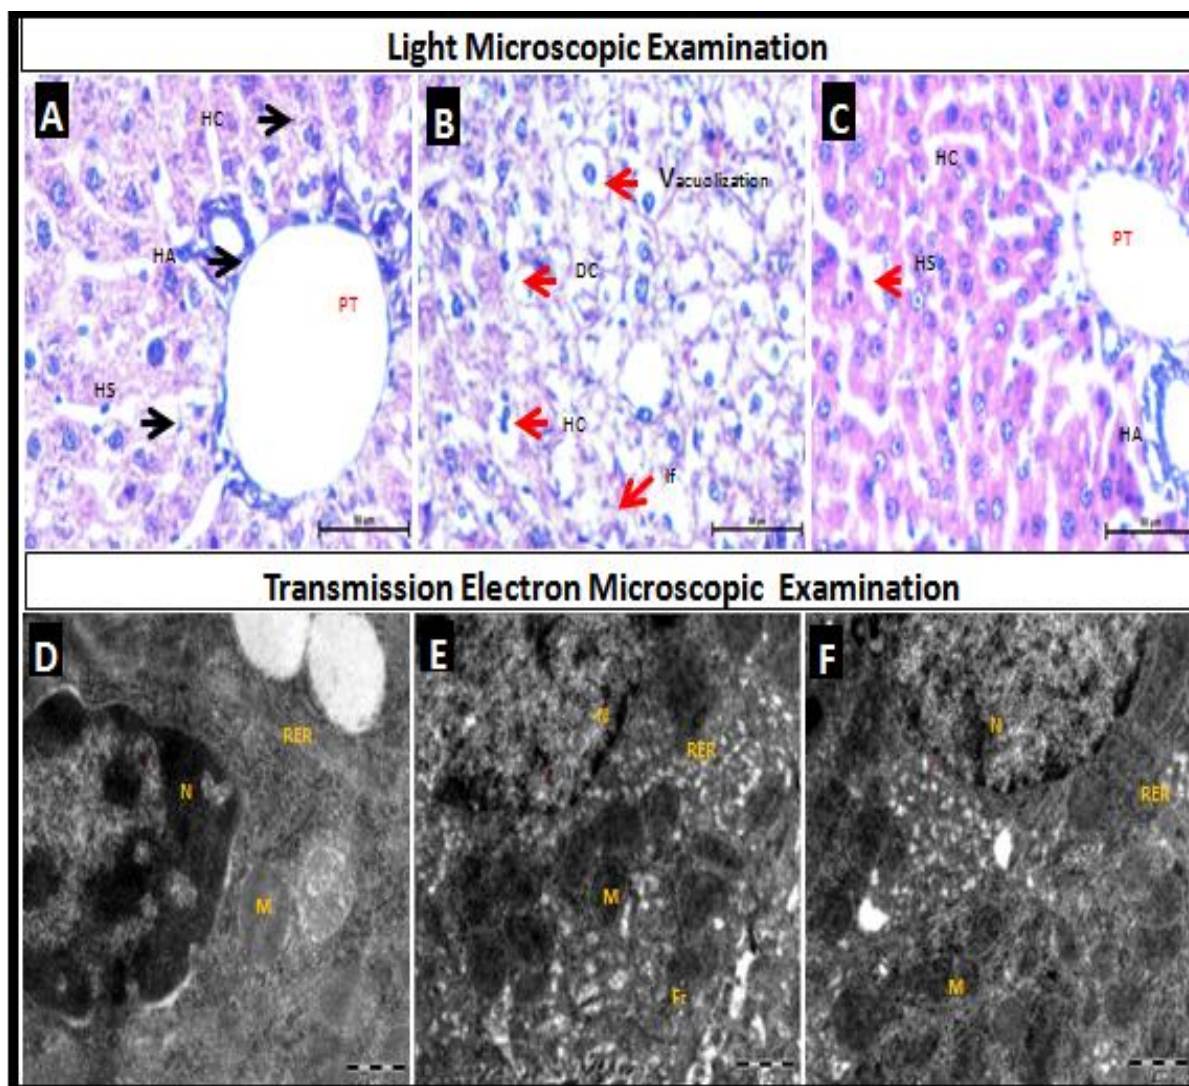 Light Microscopic Examination
A
HC
HA
PT
HS
B
Vacuolization
DC
HC
If
C
HC
PT
HS
HA
Transmission Electron Microscopic Examination
D
RER
N
M
E
N
RER
M
Fr
F
N
RER
M